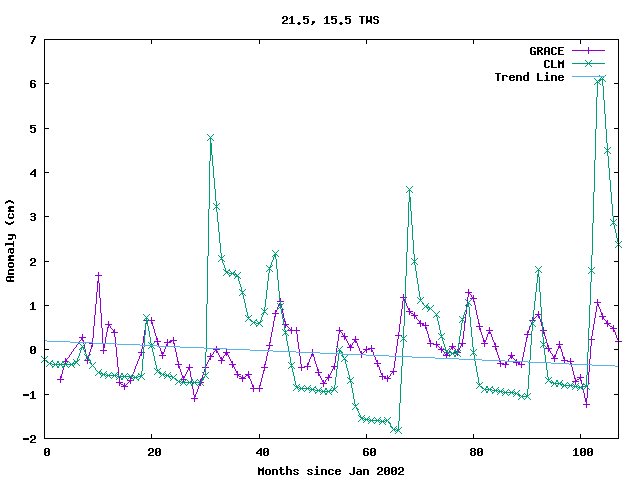 21.5, 15.5 TWS
GRACE
CLM
Trend Line
7
6
5
4
3
2
1
0
-1
-2
Anomaly (cm)
0 20 40 60 80 100
Months since Jan 2002